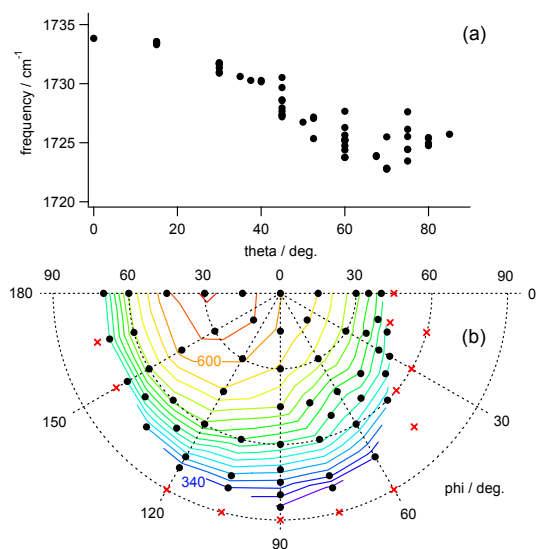 1735
(a)
1730
1725
1720
frequency / cm-1
0 20 40 60 80
theta / deg.
90 60 30 0 30 60 90
180 0
(b)
600
150 30
340
phi / deg.
120 60
90